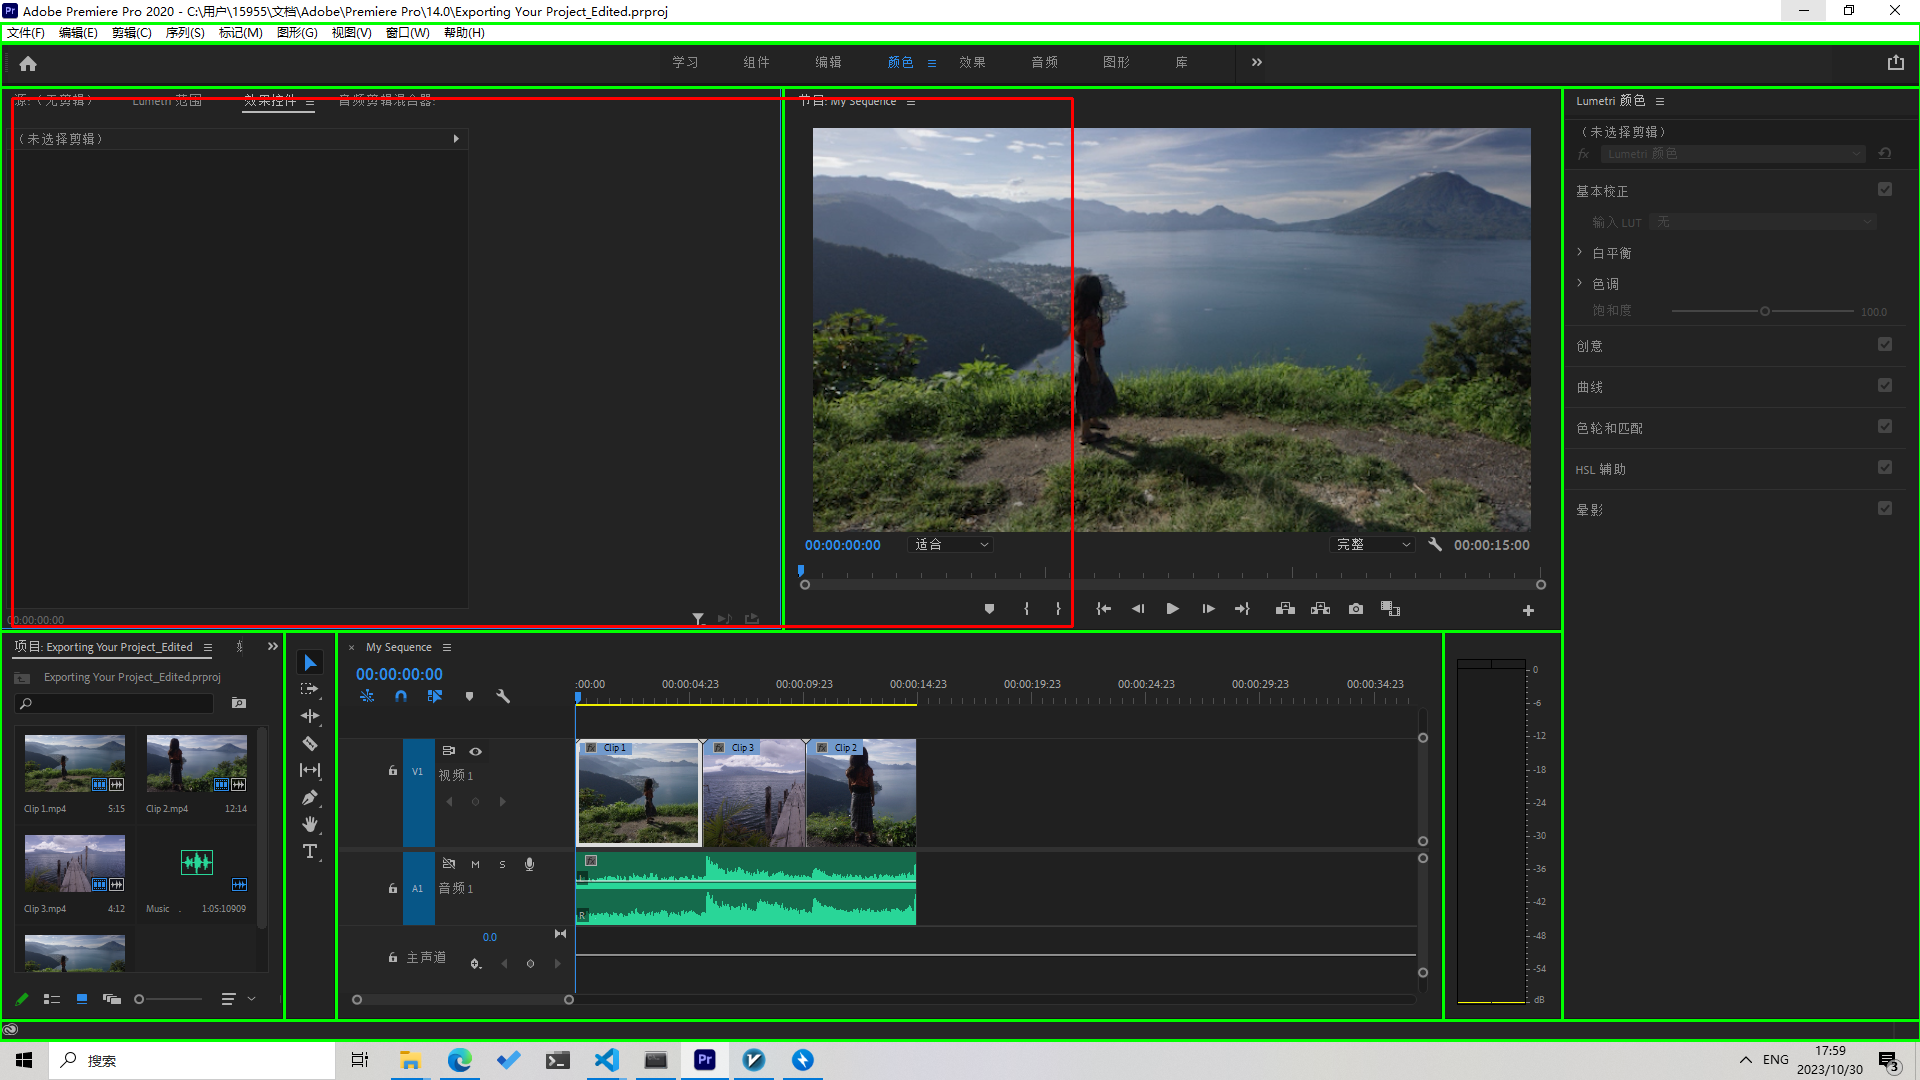 Adobe Premiere Pro 2020 - C:\用户\15955\文档\Adobe\Premiere Pro\14.0\Exporting Your Project_Edited.prproj
文件(F) 编辑(E) 剪辑(C) 序列(S) 标记(M) 图形(G) 视图(V) 窗口(W) 帮助(H)
学习 组件 编辑 颜色 效果 音频 图形 库
源:（无剪辑） Lumetri 范围 效果控件 音频剪辑混合器:
（未选择剪辑）
00:00:00:00
节目: My Sequence
00:00:00:00 适合 完整 00:00:15:00
Lumetri 颜色
（未选择剪辑）
fx Lumetri 颜色
基本校正
输入 LUT 无
白平衡
色调
饱和度 100.0
创意
曲线
色轮和匹配
HSL 辅助
晕影
项目: Exporting Your Project_Edited
Exporting Your Project_Edited.prproj
Clip 1.mp4 5:15 Clip 2.mp4 12:14
Clip 3.mp4 4:12 Music . 1:05:10909
My Sequence
00:00:00:00
:00:00 00:00:04:23 00:00:09:23 00:00:14:23 00:00:19:23 00:00:24:23 00:00:29:23 00:00:34:23
fx Clip 1 fx Clip 3 fx Clip 2
V1 视频 1
M S fx
A1 音频 1
R
0.0
主声道
0
-6
-12
-18
-24
-30
-36
-42
-48
-54
dB
搜索
Pr
ENG
17:59
2023/10/30
3